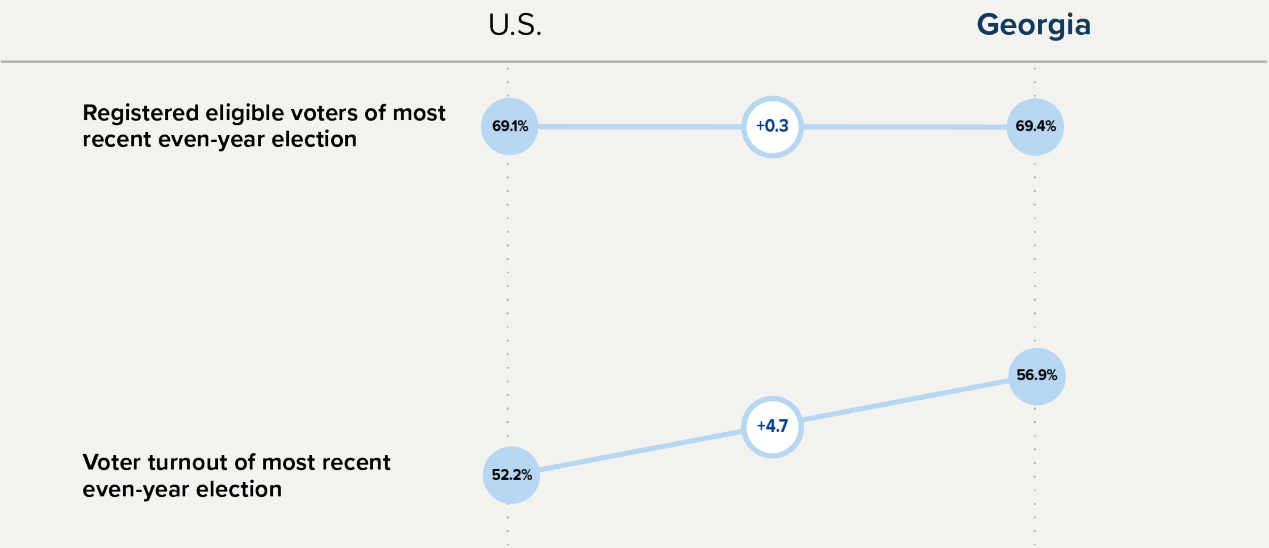 U.S.
Georgia
Registered eligible voters of most
recent even-year election
69.1%
+0.3
69.4%
56.9%
+4.7
Voter turnout of most recent
even-year election
52.2%